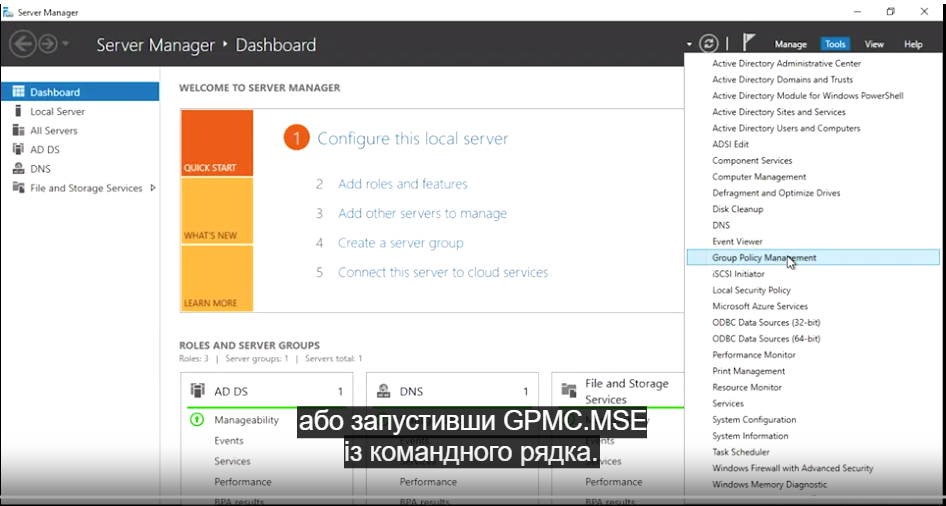 Server Manager
Server Manager ‣ Dashboard
Manage Tools View Help
Dashboard
Local Server
All Servers
AD DS
DNS
File and Storage Services
WELCOME TO SERVER MANAGER
QUICK START
WHAT'S NEW
LEARN MORE
1 Configure this local server
2 Add roles and features
3 Add other servers to manage
4 Create a server group
5 Connect this server to cloud services
ROLES AND SERVER GROUPS
Roles: 3 | Server groups: 1 | Servers total: 1
AD DS 1
Manageability
Events
Services
Performance
BPA results
DNS 1
Performance
BPA results
File and Storage
Services
Performance
BPA results
Active Directory Administrative Center
Active Directory Domains and Trusts
Active Directory Module for Windows PowerShell
Active Directory Sites and Services
Active Directory Users and Computers
ADSI Edit
Component Services
Computer Management
Defragment and Optimize Drives
Disk Cleanup
DNS
Event Viewer
Group Policy Management
iSCSI Initiator
Local Security Policy
Microsoft Azure Services
ODBC Data Sources (32-bit)
ODBC Data Sources (64-bit)
Performance Monitor
Print Management
Resource Monitor
Services
System Configuration
System Information
Task Scheduler
Windows Firewall with Advanced Security
Windows Memory Diagnostic
або запустивши GPMC.MSE
із командного рядка.